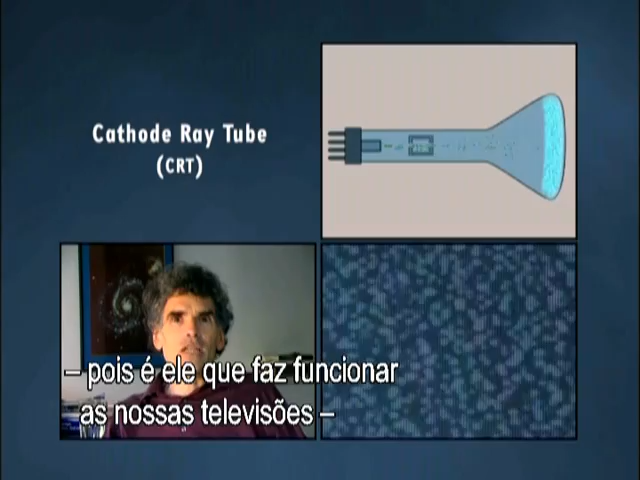 Cathode Ray Tube
(CRT)
– pois é ele que faz funcionar
as nossas televisões –